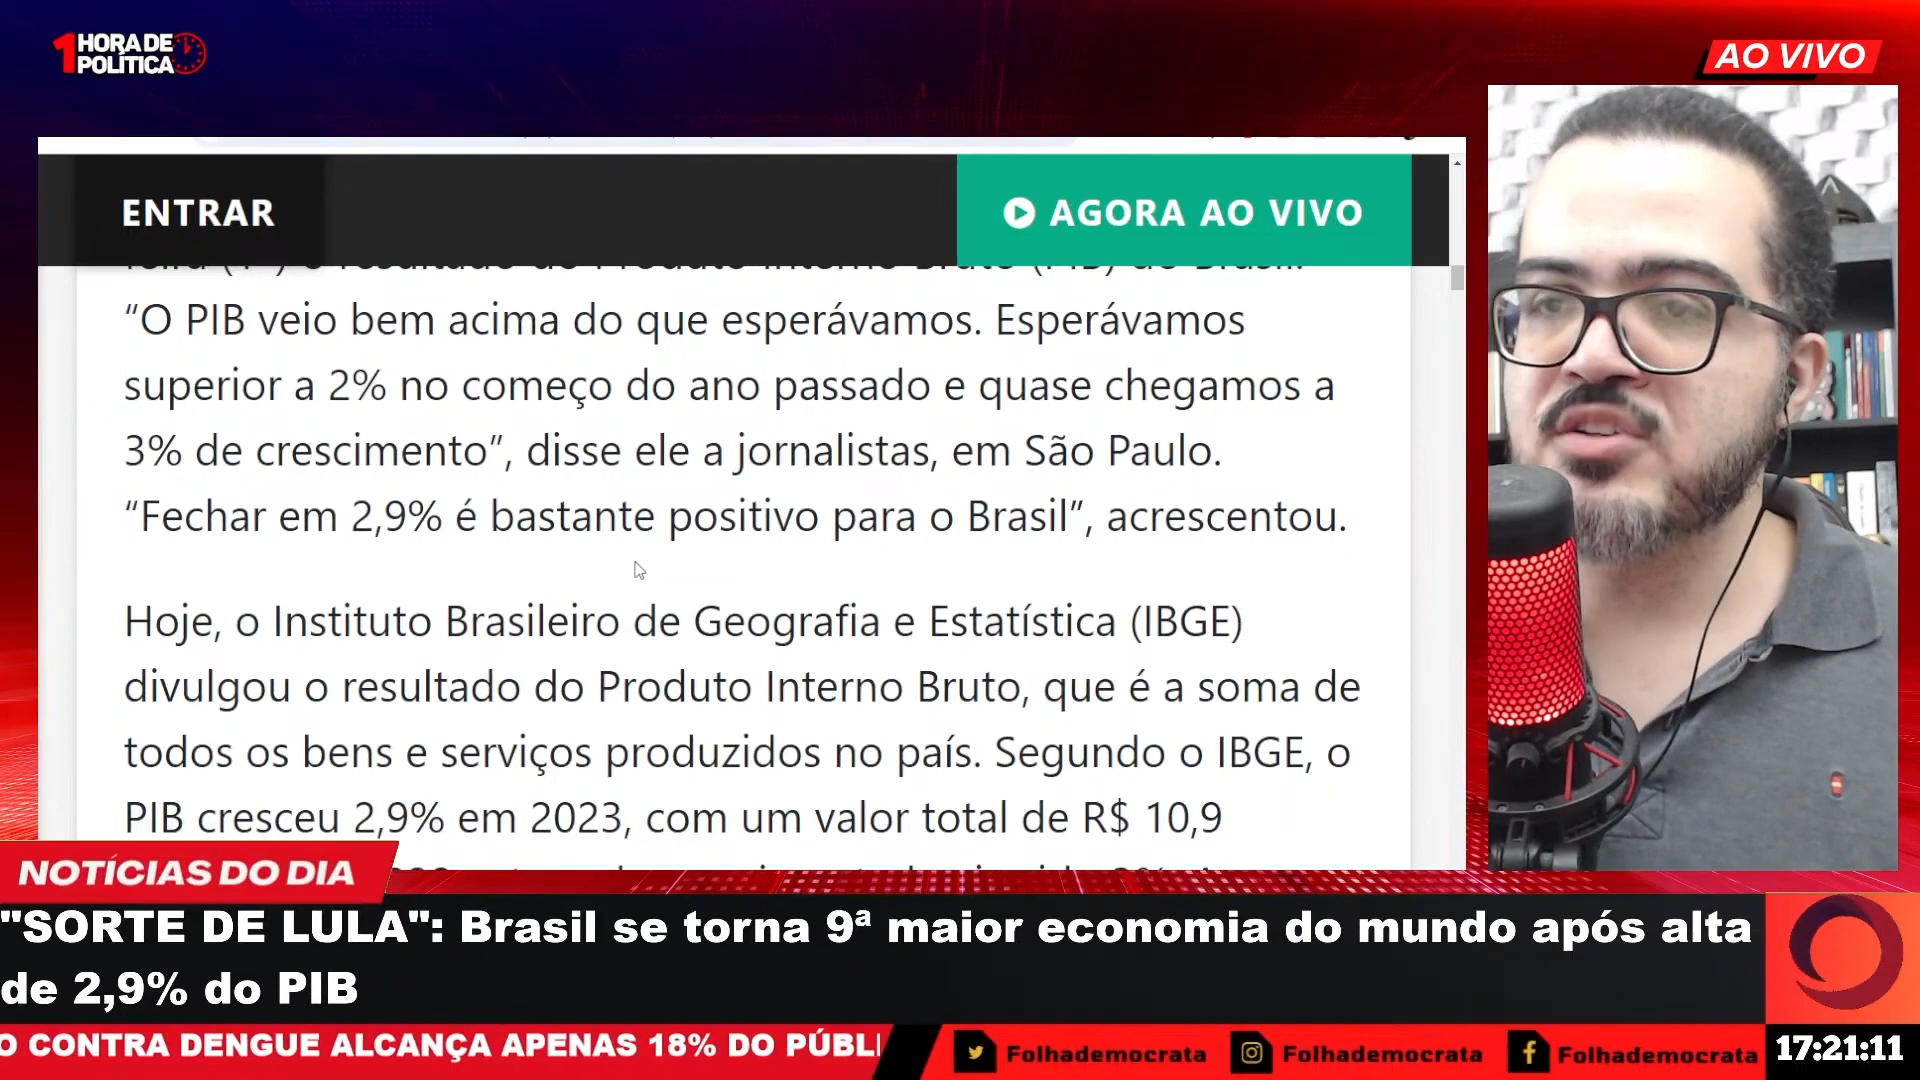 1 HORA DE
POLÍTICA
AO VIVO
ENTRAR
AGORA AO VIVO
“O PIB veio bem acima do que esperávamos. Esperávamos
superior a 2% no começo do ano passado e quase chegamos a
3% de crescimento”, disse ele a jornalistas, em São Paulo.
“Fechar em 2,9% é bastante positivo para o Brasil”, acrescentou.
Hoje, o Instituto Brasileiro de Geografia e Estatística (IBGE)
divulgou o resultado do Produto Interno Bruto, que é a soma de
todos os bens e serviços produzidos no país. Segundo o IBGE, o
PIB cresceu 2,9% em 2023, com um valor total de R$ 10,9
NOTÍCIAS DO DIA
"SORTE DE LULA": Brasil se torna 9ª maior economia do mundo após alta
de 2,9% do PIB
O CONTRA DENGUE ALCANÇA APENAS 18% DO PÚBLI
Folhademocrata
Folhademocrata
Folhademocrata
17:21:11